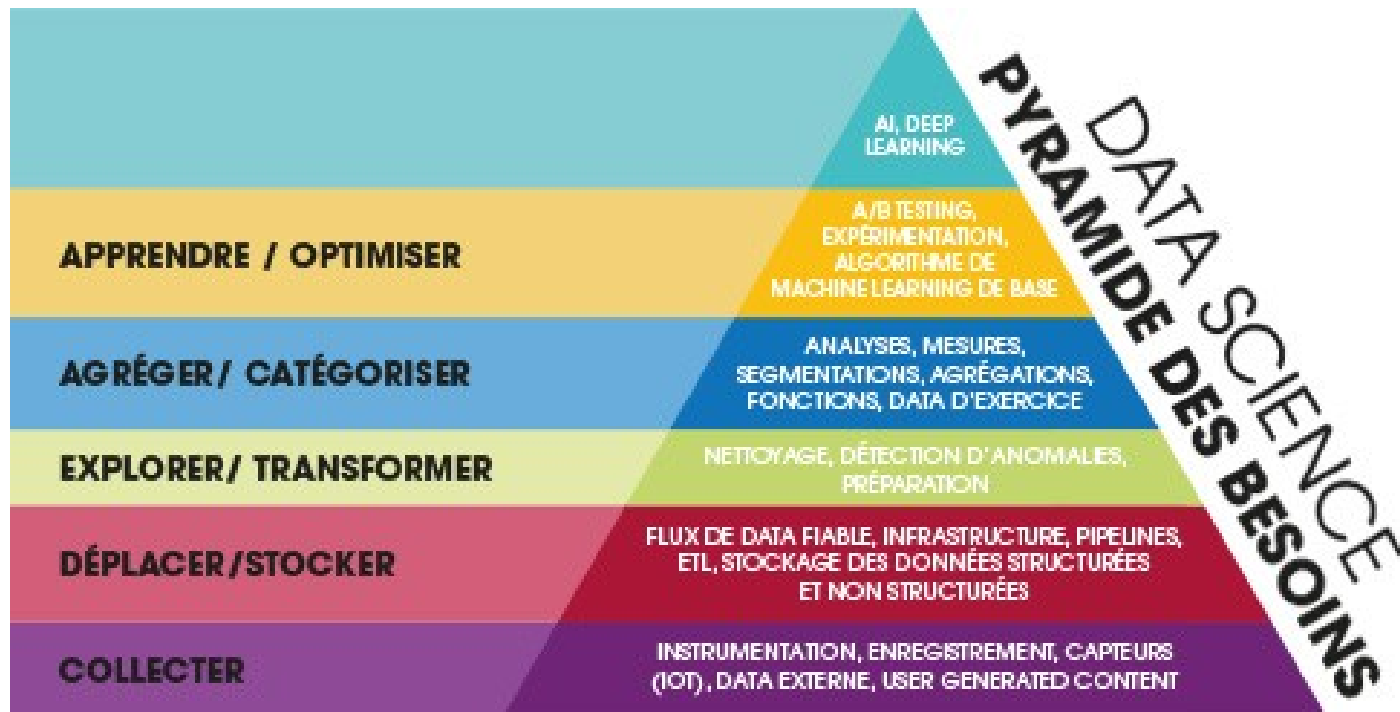 AI, DEEP
LEARNING
APPRENDRE / OPTIMISER
A/B TESTING,
EXPÉRIMENTATION,
ALGORITHME DE
MACHINE LEARNING DE BASE
AGRÉGER/ CATÉGORISER
ANALYSES, MESURES,
SEGMENTATIONS, AGRÉGATIONS,
FONCTIONS, DATA D'EXERCICE
EXPLORER/ TRANSFORMER
NETTOYAGE, DÉTECTION D'ANOMALIES,
PRÉPARATION
DÉPLACER/STOCKER
FLUX DE DATA FIABLE, INFRASTRUCTURE, PIPELINES,
ETL, STOCKAGE DES DONNÉES STRUCTURÉES
ET NON STRUCTURÉES
COLLECTER
INSTRUMENTATION, ENREGISTREMENT, CAPTEURS
(IOT), DATA EXTERNE, USER GENERATED CONTENT
DATA SCIENCE
PYRAMIDE DES BESOINS